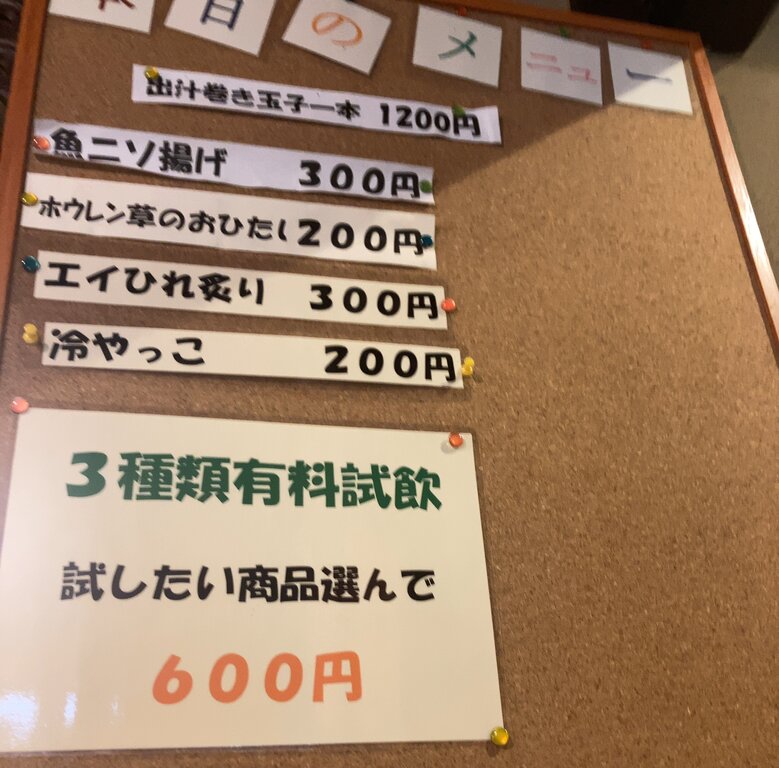 本日のメニュー
出汁巻き玉子一本 1200円
魚ニソ揚げ 300円
ホウレン草のおひたし 200円
エイひれ炙り 300円
冷やっこ 200円
3種類有料試飲
試したい商品選んで
600円